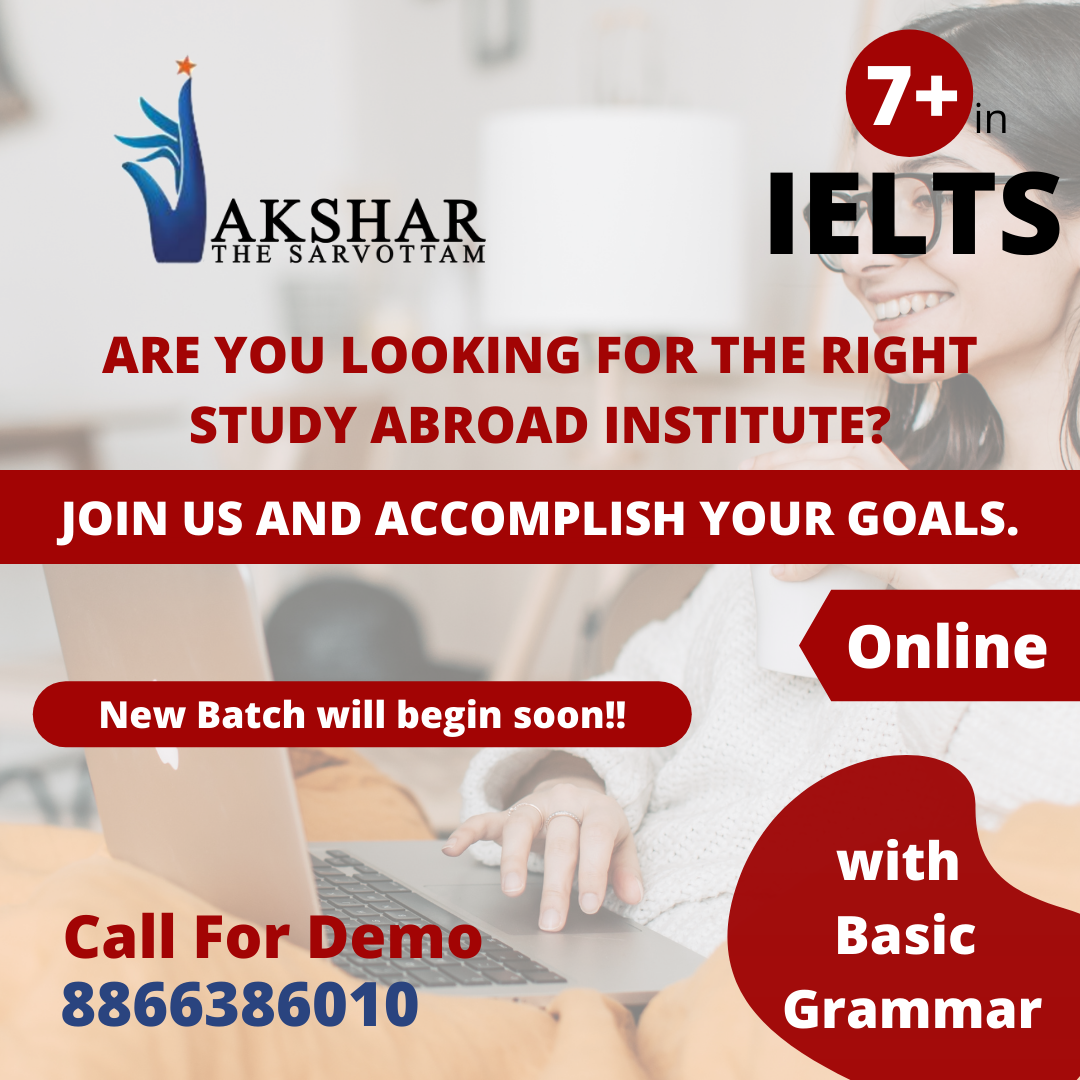 AKSHAR
THE SARVOTTAM
7+ in
IELTS
ARE YOU LOOKING FOR THE RIGHT
STUDY ABROAD INSTITUTE?
JOIN US AND ACCOMPLISH YOUR GOALS.
Online
New Batch will begin soon!!
with
Basic
Grammar
Call For Demo
8866386010